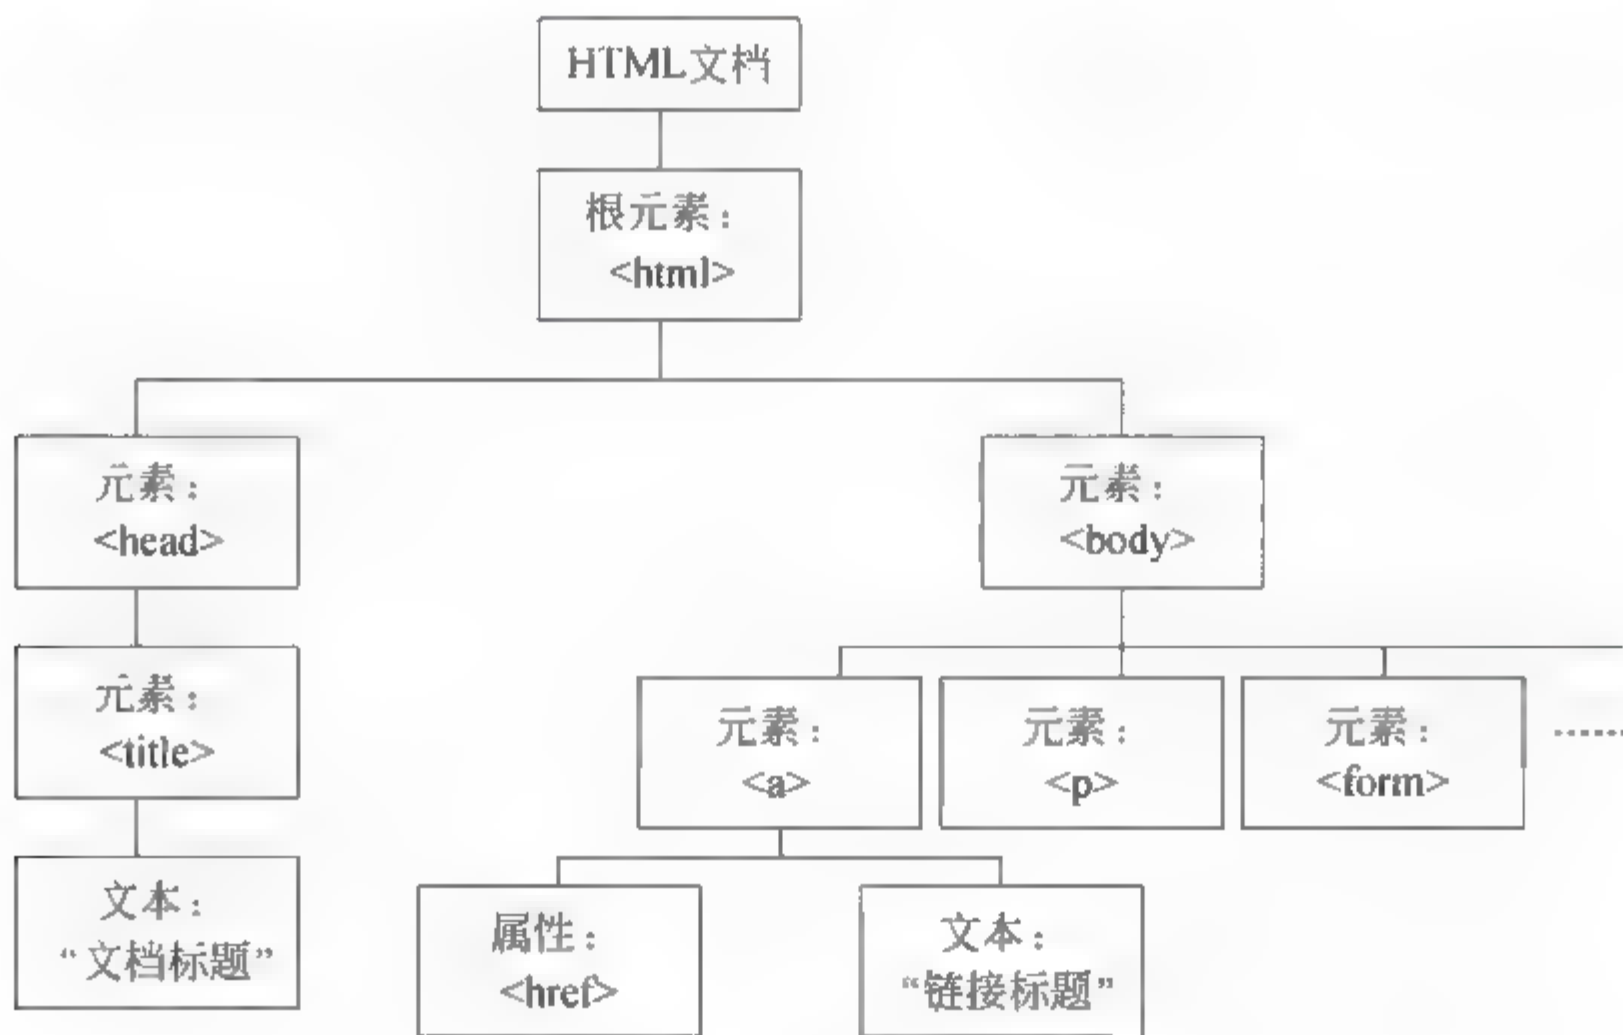 HTML文档
根元素：
<html>
元素：
<head>
元素：
<body>
元素：
<title>
元素：
<a>
元素：
<p>
元素：
<form>
……
文本：
“文档标题”
属性：
<href>
文本：
“链接标题”